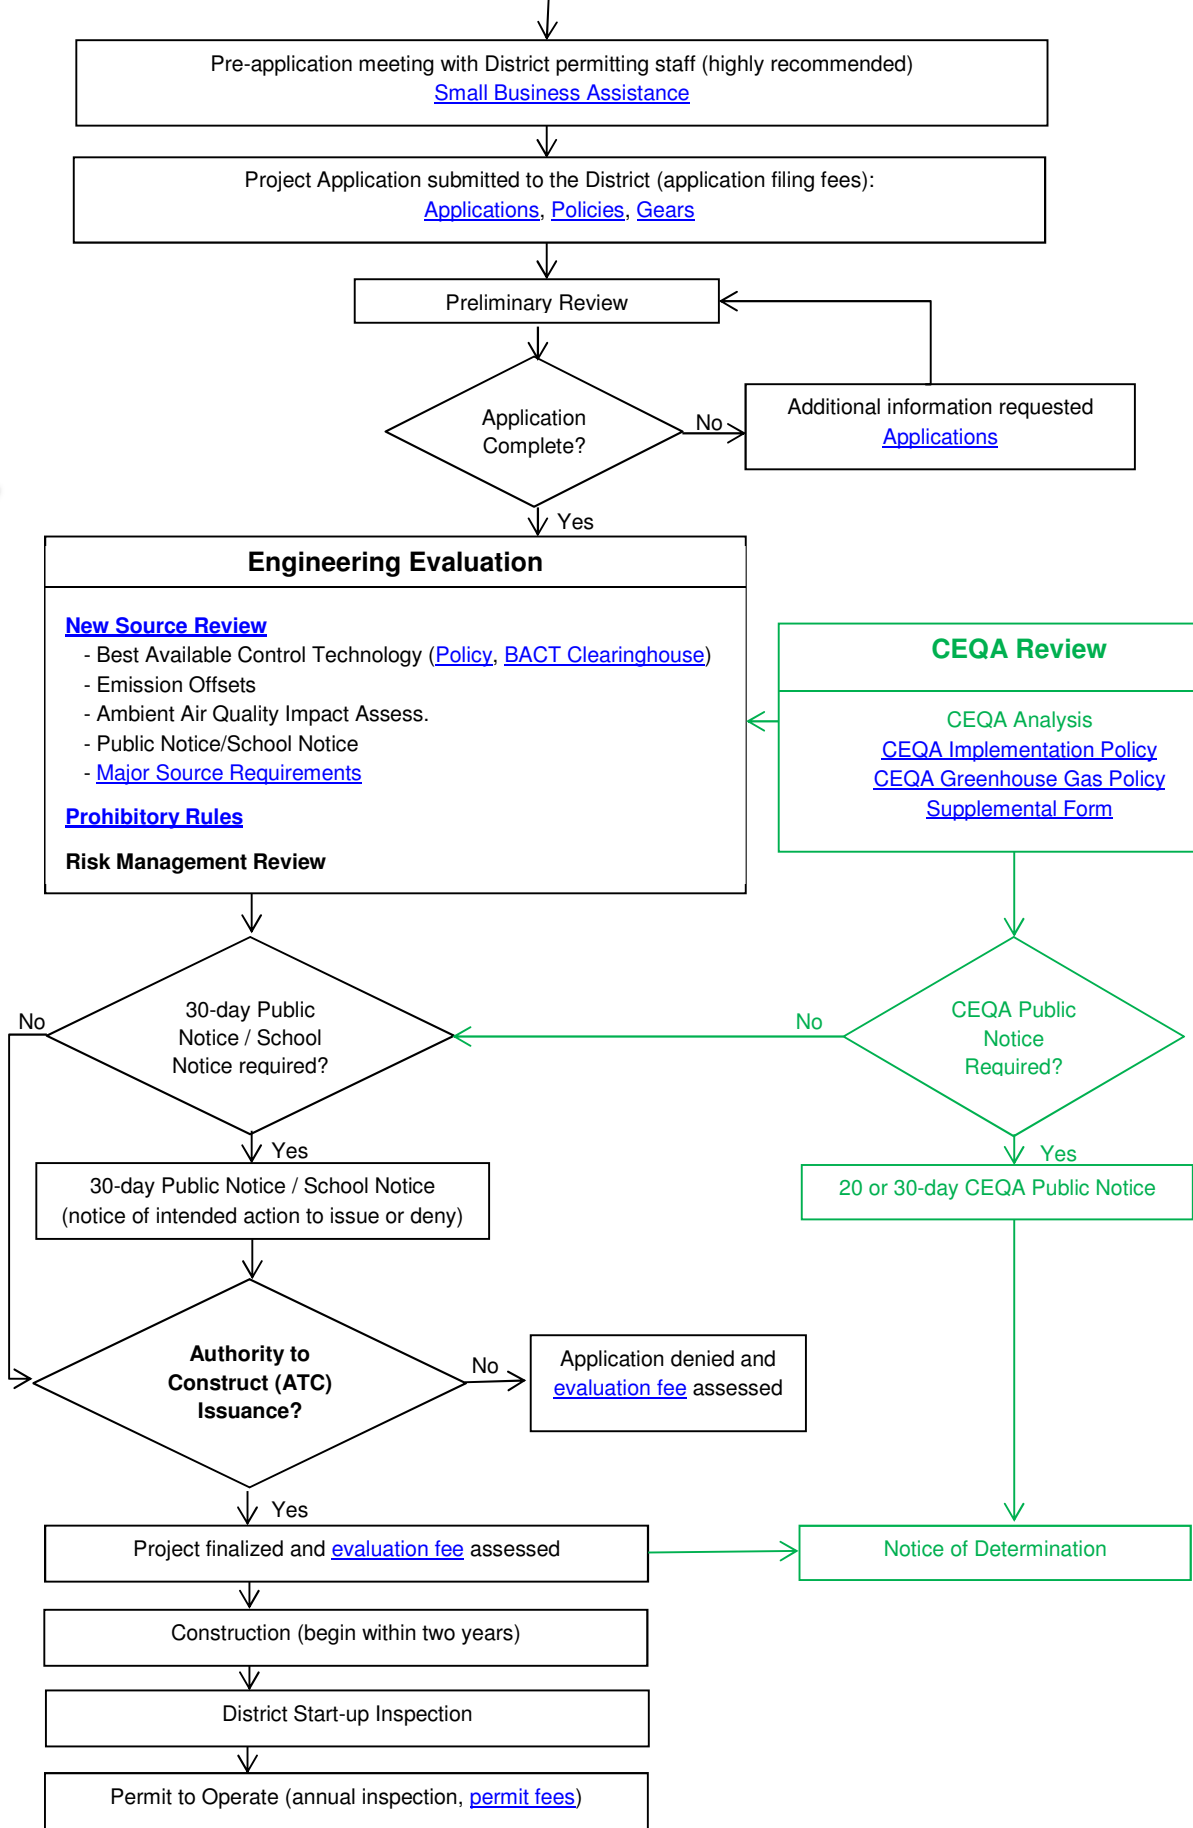 Pre-application meeting with District permitting staff (highly recommended)
Small Business Assistance
Project Application submitted to the District (application filing fees):
Applications, Policies, Gears
Preliminary Review
Application
Complete?
No
Additional information requested
Applications
Yes
Engineering Evaluation
New Source Review
- Best Available Control Technology (Policy, BACT Clearinghouse)
- Emission Offsets
- Ambient Air Quality Impact Assess.
- Public Notice/School Notice
- Major Source Requirements
Prohibitory Rules
Risk Management Review
CEQA Review
CEQA Analysis
CEQA Implementation Policy
CEQA Greenhouse Gas Policy
Supplemental Form
No
30-day Public
Notice / School
Notice required?
No
CEQA Public
Notice
Required?
Yes
30-day Public Notice / School Notice
(notice of intended action to issue or deny)
Yes
20 or 30-day CEQA Public Notice
Authority to
Construct (ATC)
Issuance?
No
Application denied and
evaluation fee assessed
Yes
Project finalized and evaluation fee assessed
Notice of Determination
Construction (begin within two years)
District Start-up Inspection
Permit to Operate (annual inspection, permit fees)